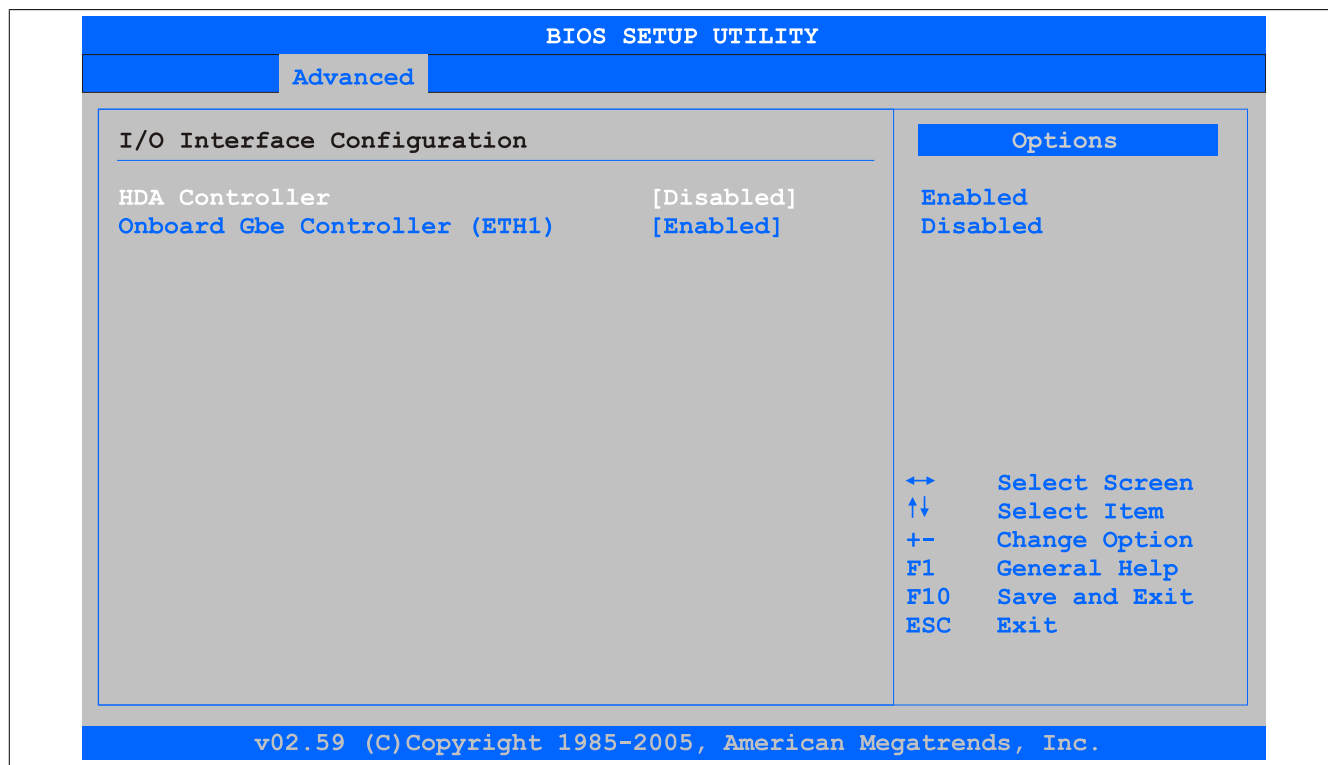 BIOS SETUP UTILITY
Advanced
I/O Interface Configuration
HDA Controller [Disabled]
Onboard Gbe Controller (ETH1) [Enabled]
Options
Enabled
Disabled
↔ Select Screen
↑↓ Select Item
+- Change Option
F1 General Help
F10 Save and Exit
ESC Exit
v02.59 (C)Copyright 1985-2005, American Megatrends, Inc.